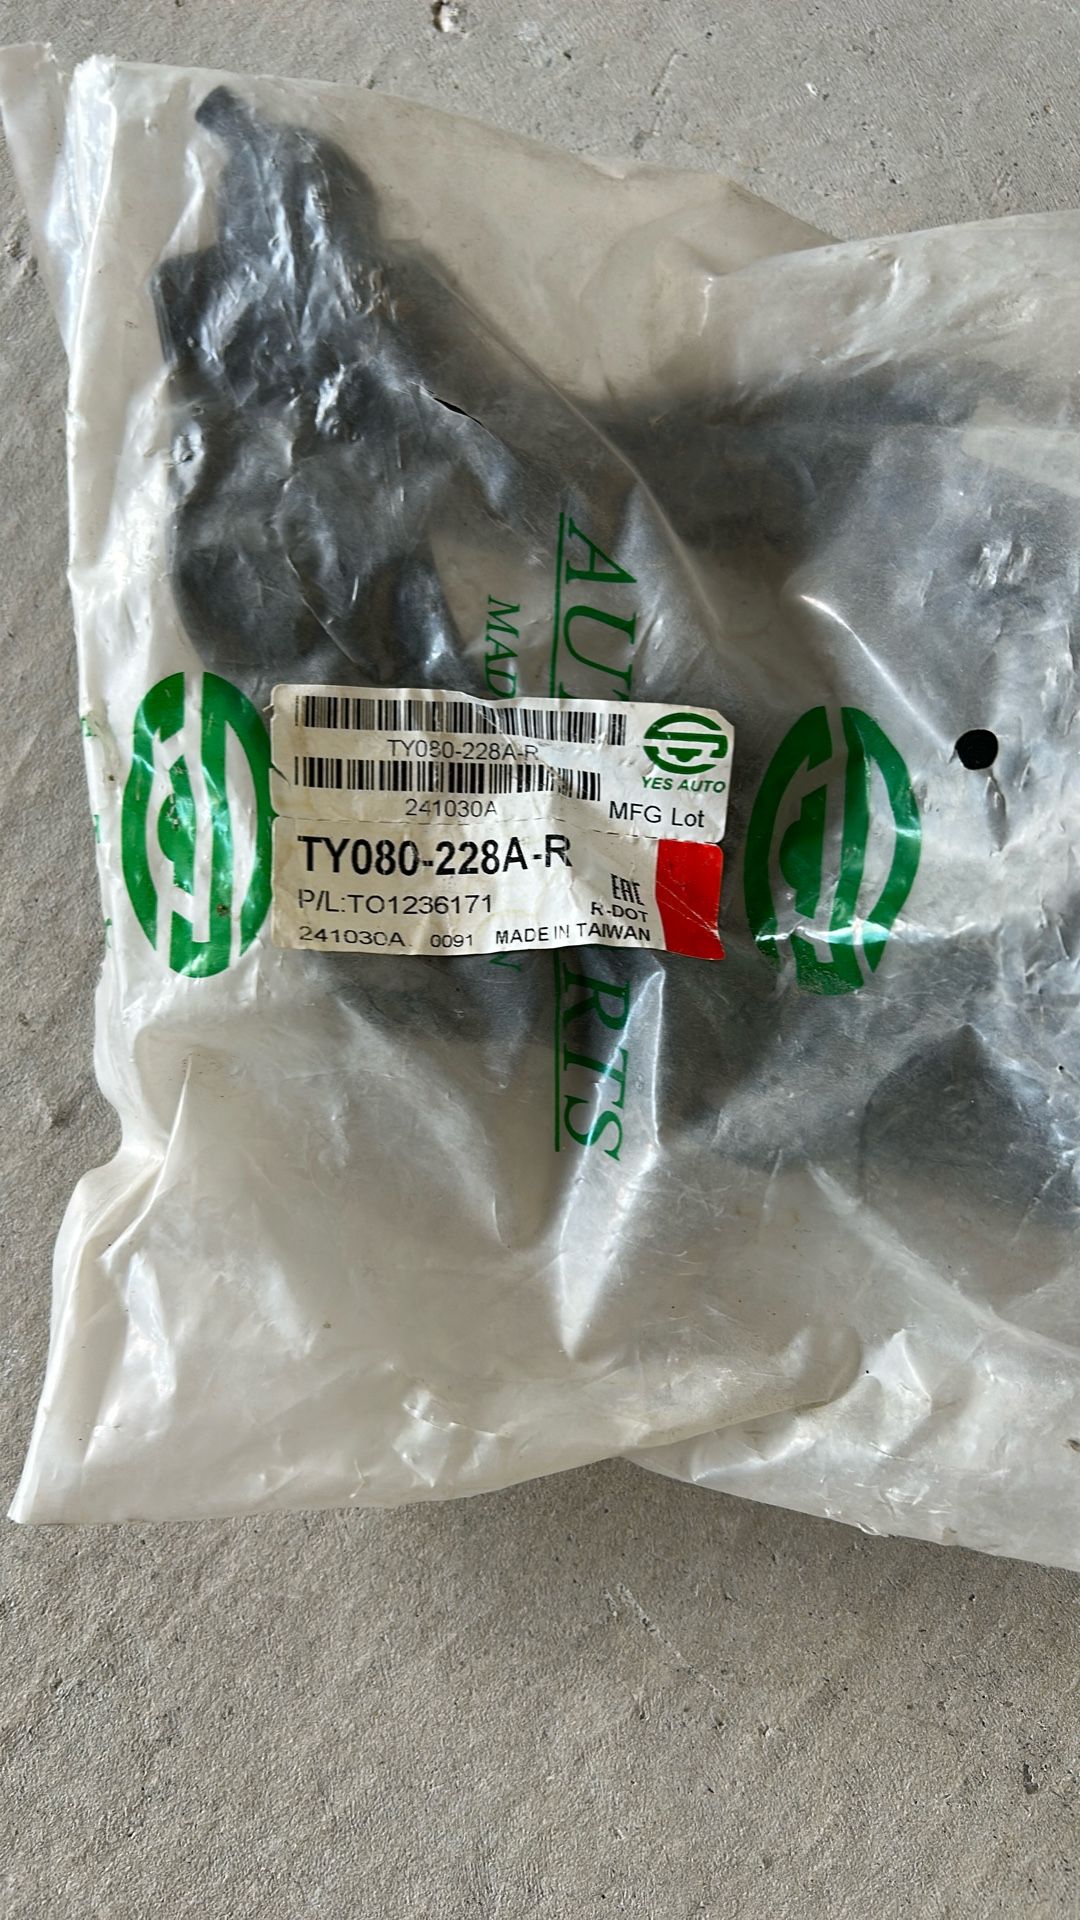 TY080-228A-R
YES AUTO
241030A
MFG Lot
TY080-228A-R
P/L:TO1236171
EAC
R-DOT
241030A 0091 MADE IN TAIWAN